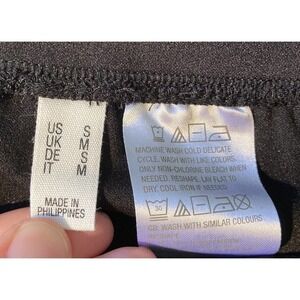 US S
UK M
DE S
IT M
MADE IN
PHILIPPINES
MACHINE WASH COLD DELICATE
CYCLE, WASH WITH LIKE COLORS.
ONLY NON-CHLORINE BLEACH WHEN
NEEDED. RESHAPE, LAY FLAT TO
DRY, COOL IRON IF NEEDED.
30
GB: WASH WITH SIMILAR COLOURS